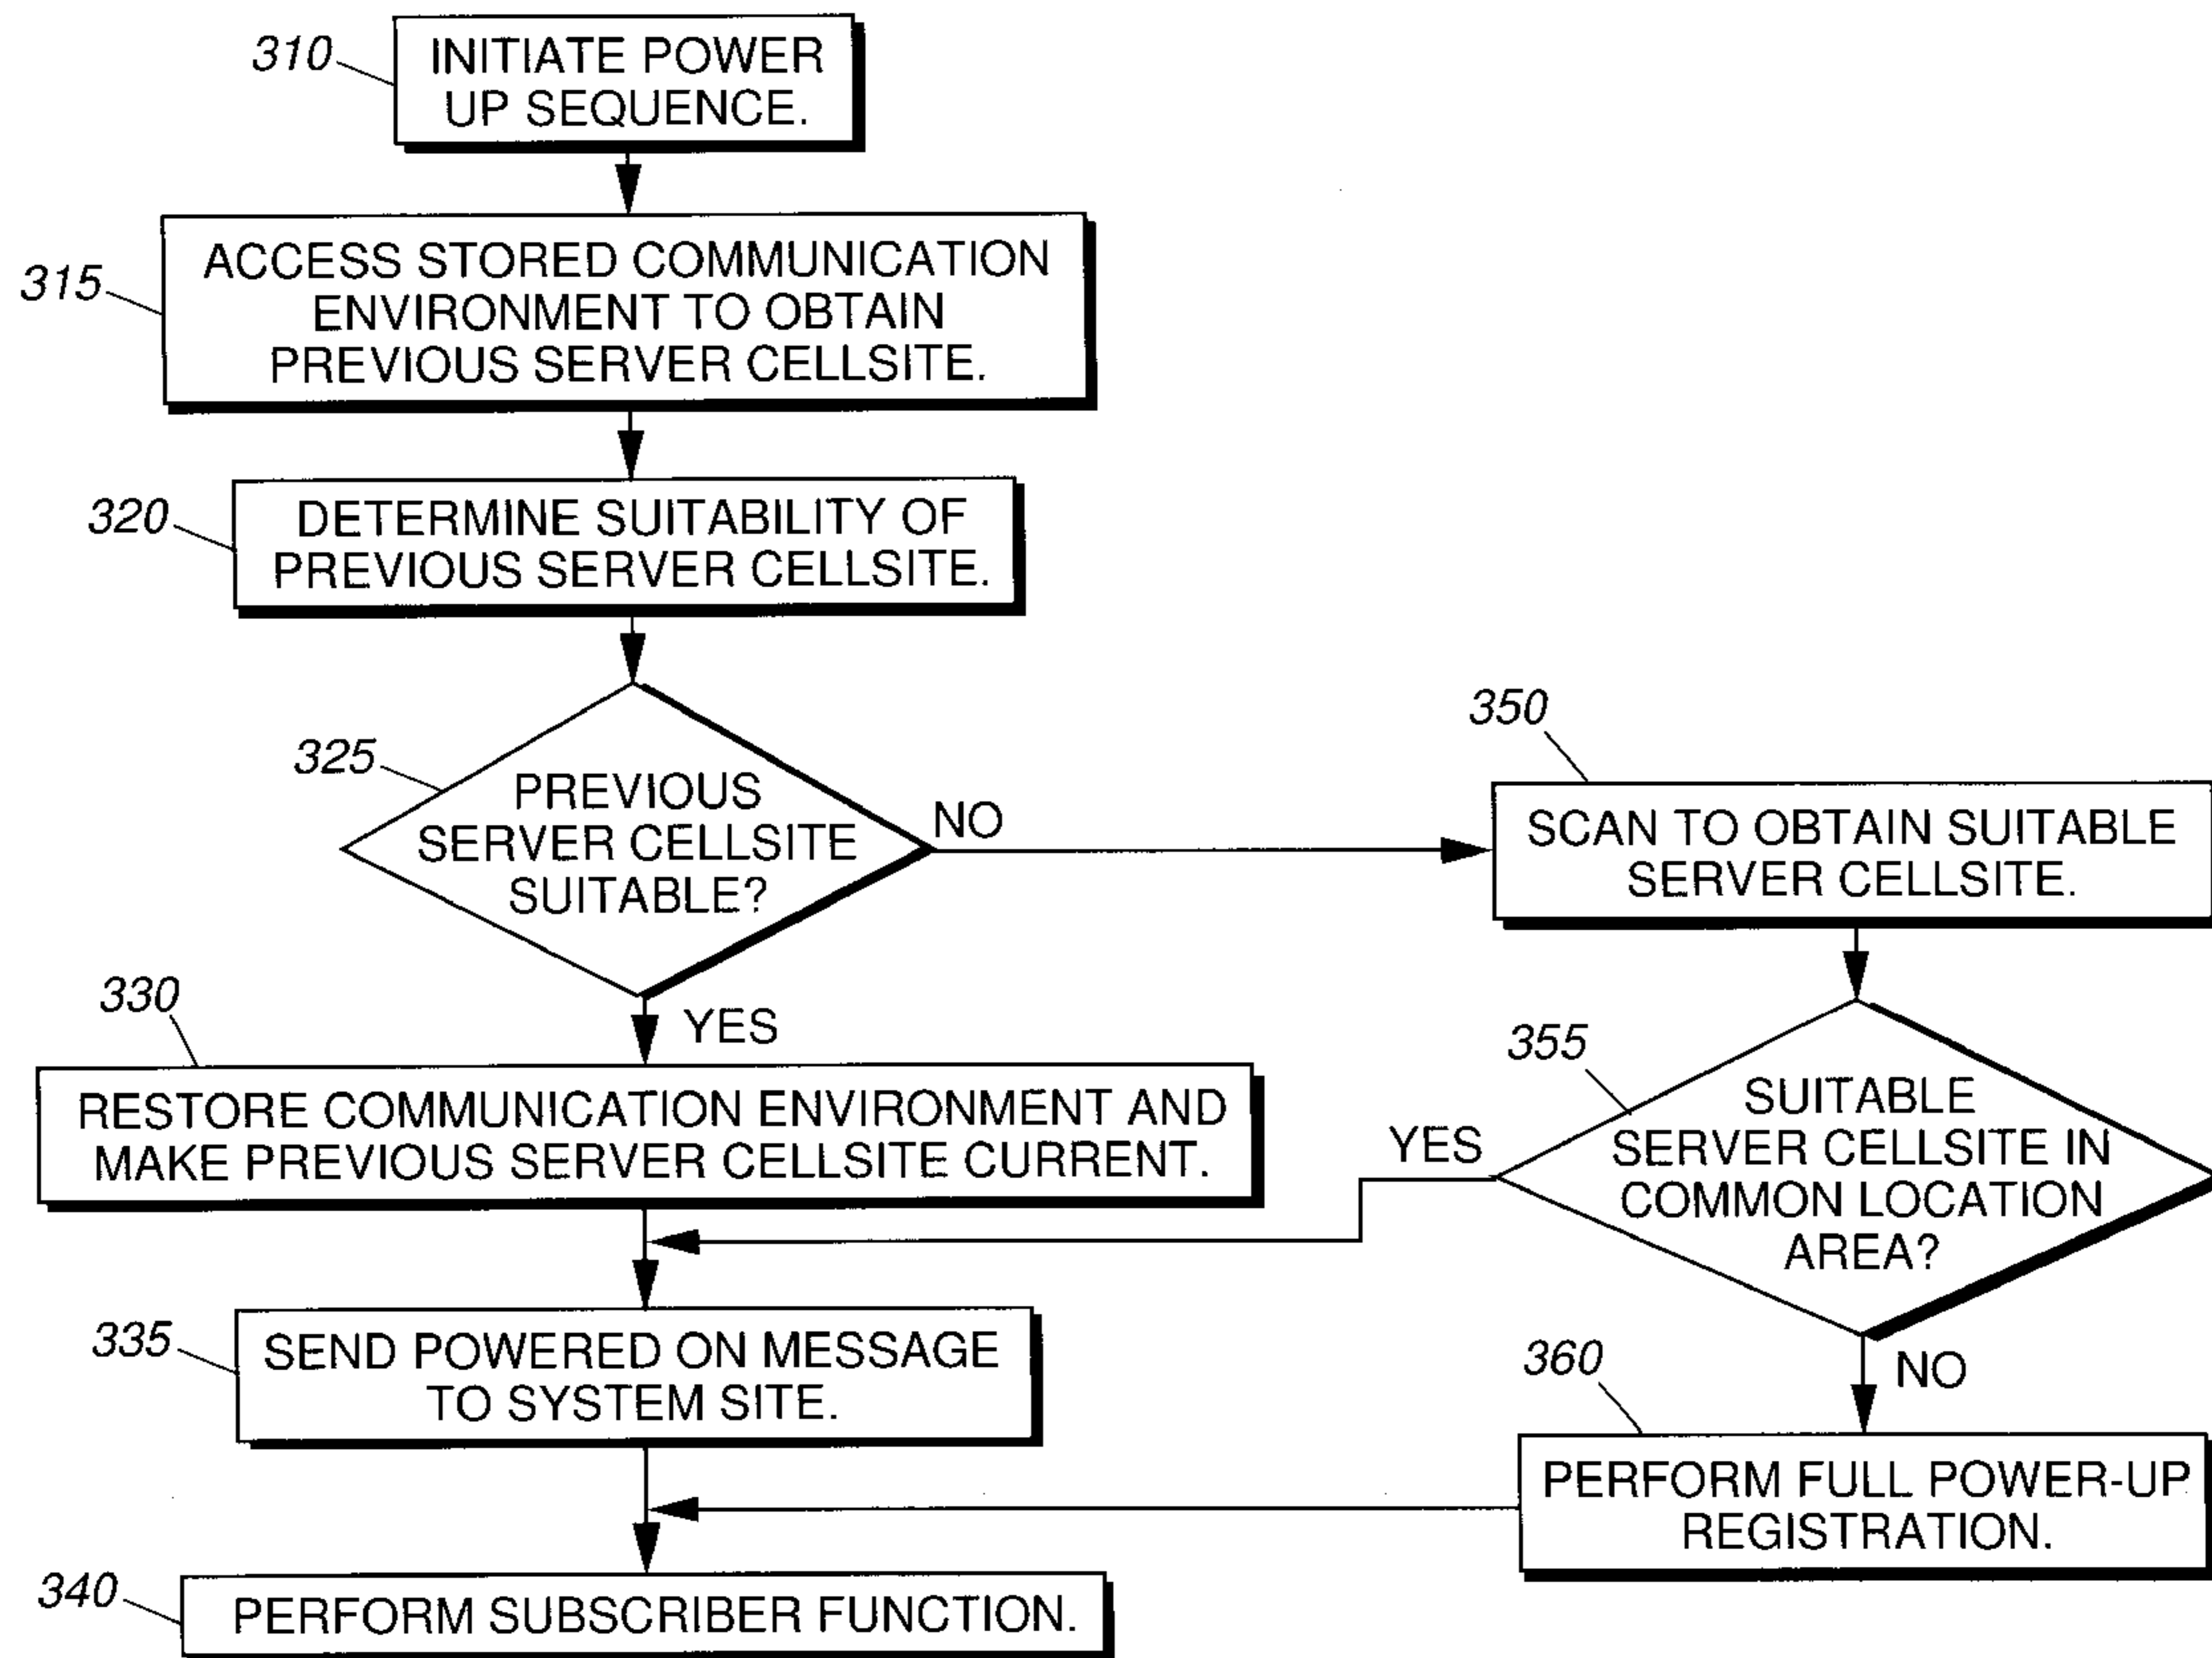 310
INITIATE POWER
UP SEQUENCE.
315
ACCESS STORED COMMUNICATION
ENVIRONMENT TO OBTAIN
PREVIOUS SERVER CELLSITE.
320
DETERMINE SUITABILITY OF
PREVIOUS SERVER CELLSITE.
325
PREVIOUS
SERVER CELLSITE
SUITABLE?
NO
YES
350
SCAN TO OBTAIN SUITABLE
SERVER CELLSITE.
330
RESTORE COMMUNICATION ENVIRONMENT AND
MAKE PREVIOUS SERVER CELLSITE CURRENT.
355
SUITABLE
SERVER CELLSITE IN
COMMON LOCATION
AREA?
YES
NO
335
SEND POWERED ON MESSAGE
TO SYSTEM SITE.
360
PERFORM FULL POWER-UP
REGISTRATION.
340
PERFORM SUBSCRIBER FUNCTION.